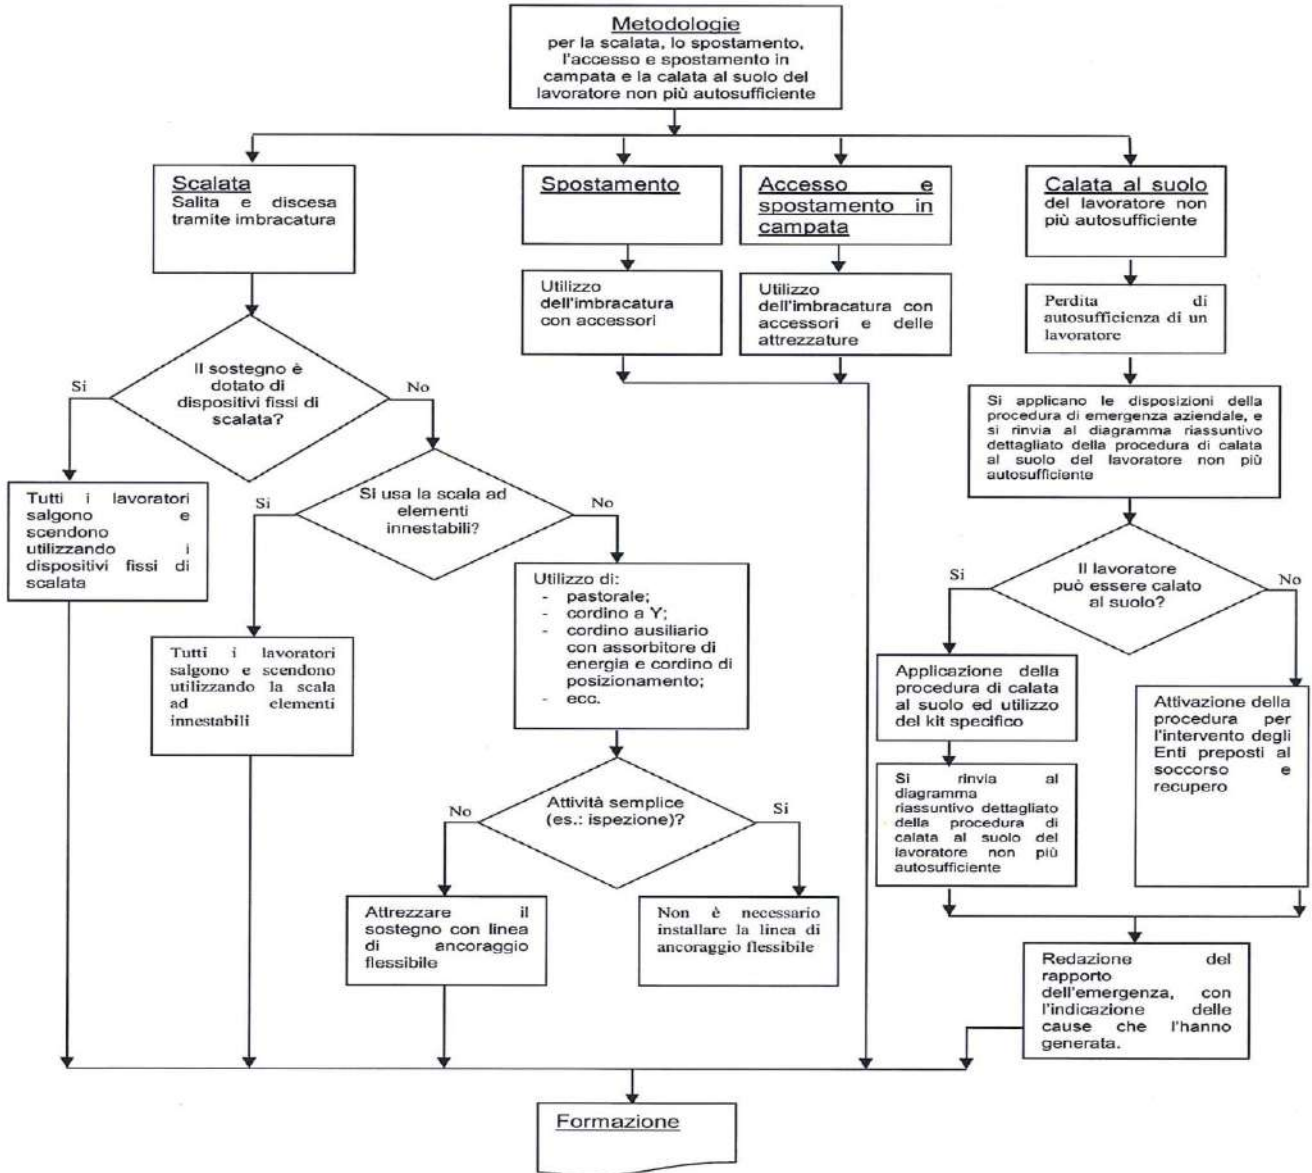 Metodologie
per la scalata, lo spostamento,
l'accesso e spostamento in
campata e la calata al suolo del
lavoratore non più autosufficiente
Scalata
Salita e discesa
tramite imbracatura
Spostamento
Accesso e
spostamento in
campata
Calata al suolo
del lavoratore non
più autosufficiente
Utilizzo
dell'imbracatura
con accessori
Utilizzo
dell'imbracatura con
accessori e delle
attrezzature
Perdita di
autosufficienza di un
lavoratore
Il sostegno è
dotato di
dispositivi fissi di
scalata?
Si
No
Si applicano le disposizioni della
procedura di emergenza aziendale, e
si rinvia al diagramma riassuntivo
dettagliato della procedura di calata
al suolo del lavoratore non più
autosufficiente
Tutti i lavoratori
salgono e
scendono
utilizzando i
dispositivi fissi di
scalata
Si usa la scala ad
elementi
innestabili?
Si
No
Il lavoratore
può essere calato
al suolo?
Si
No
Utilizzo di:
- pastorale;
- cordino a Y;
- cordino ausiliario
con assorbitore di
energia e cordino di
posizionamento;
- ecc.
Tutti i lavoratori
salgono e scendono
utilizzando la scala
ad elementi
innestabili
Applicazione della
procedura di calata
al suolo ed utilizzo
del kit specifico
Attivazione della
procedura per
l'intervento degli
Enti preposti al
soccorso e
recupero
Si rinvia al
diagramma
riassuntivo dettagliato
della procedura di
calata al suolo del
lavoratore non più
autosufficiente
Attività semplice
(es.: ispezione)?
No
Si
Attrezzare il
sostegno con linea
di ancoraggio
flessibile
Non è necessario
installare la linea di
ancoraggio flessibile
Redazione del
rapporto
dell'emergenza, con
l'indicazione delle
cause che l'hanno
generata.
Formazione